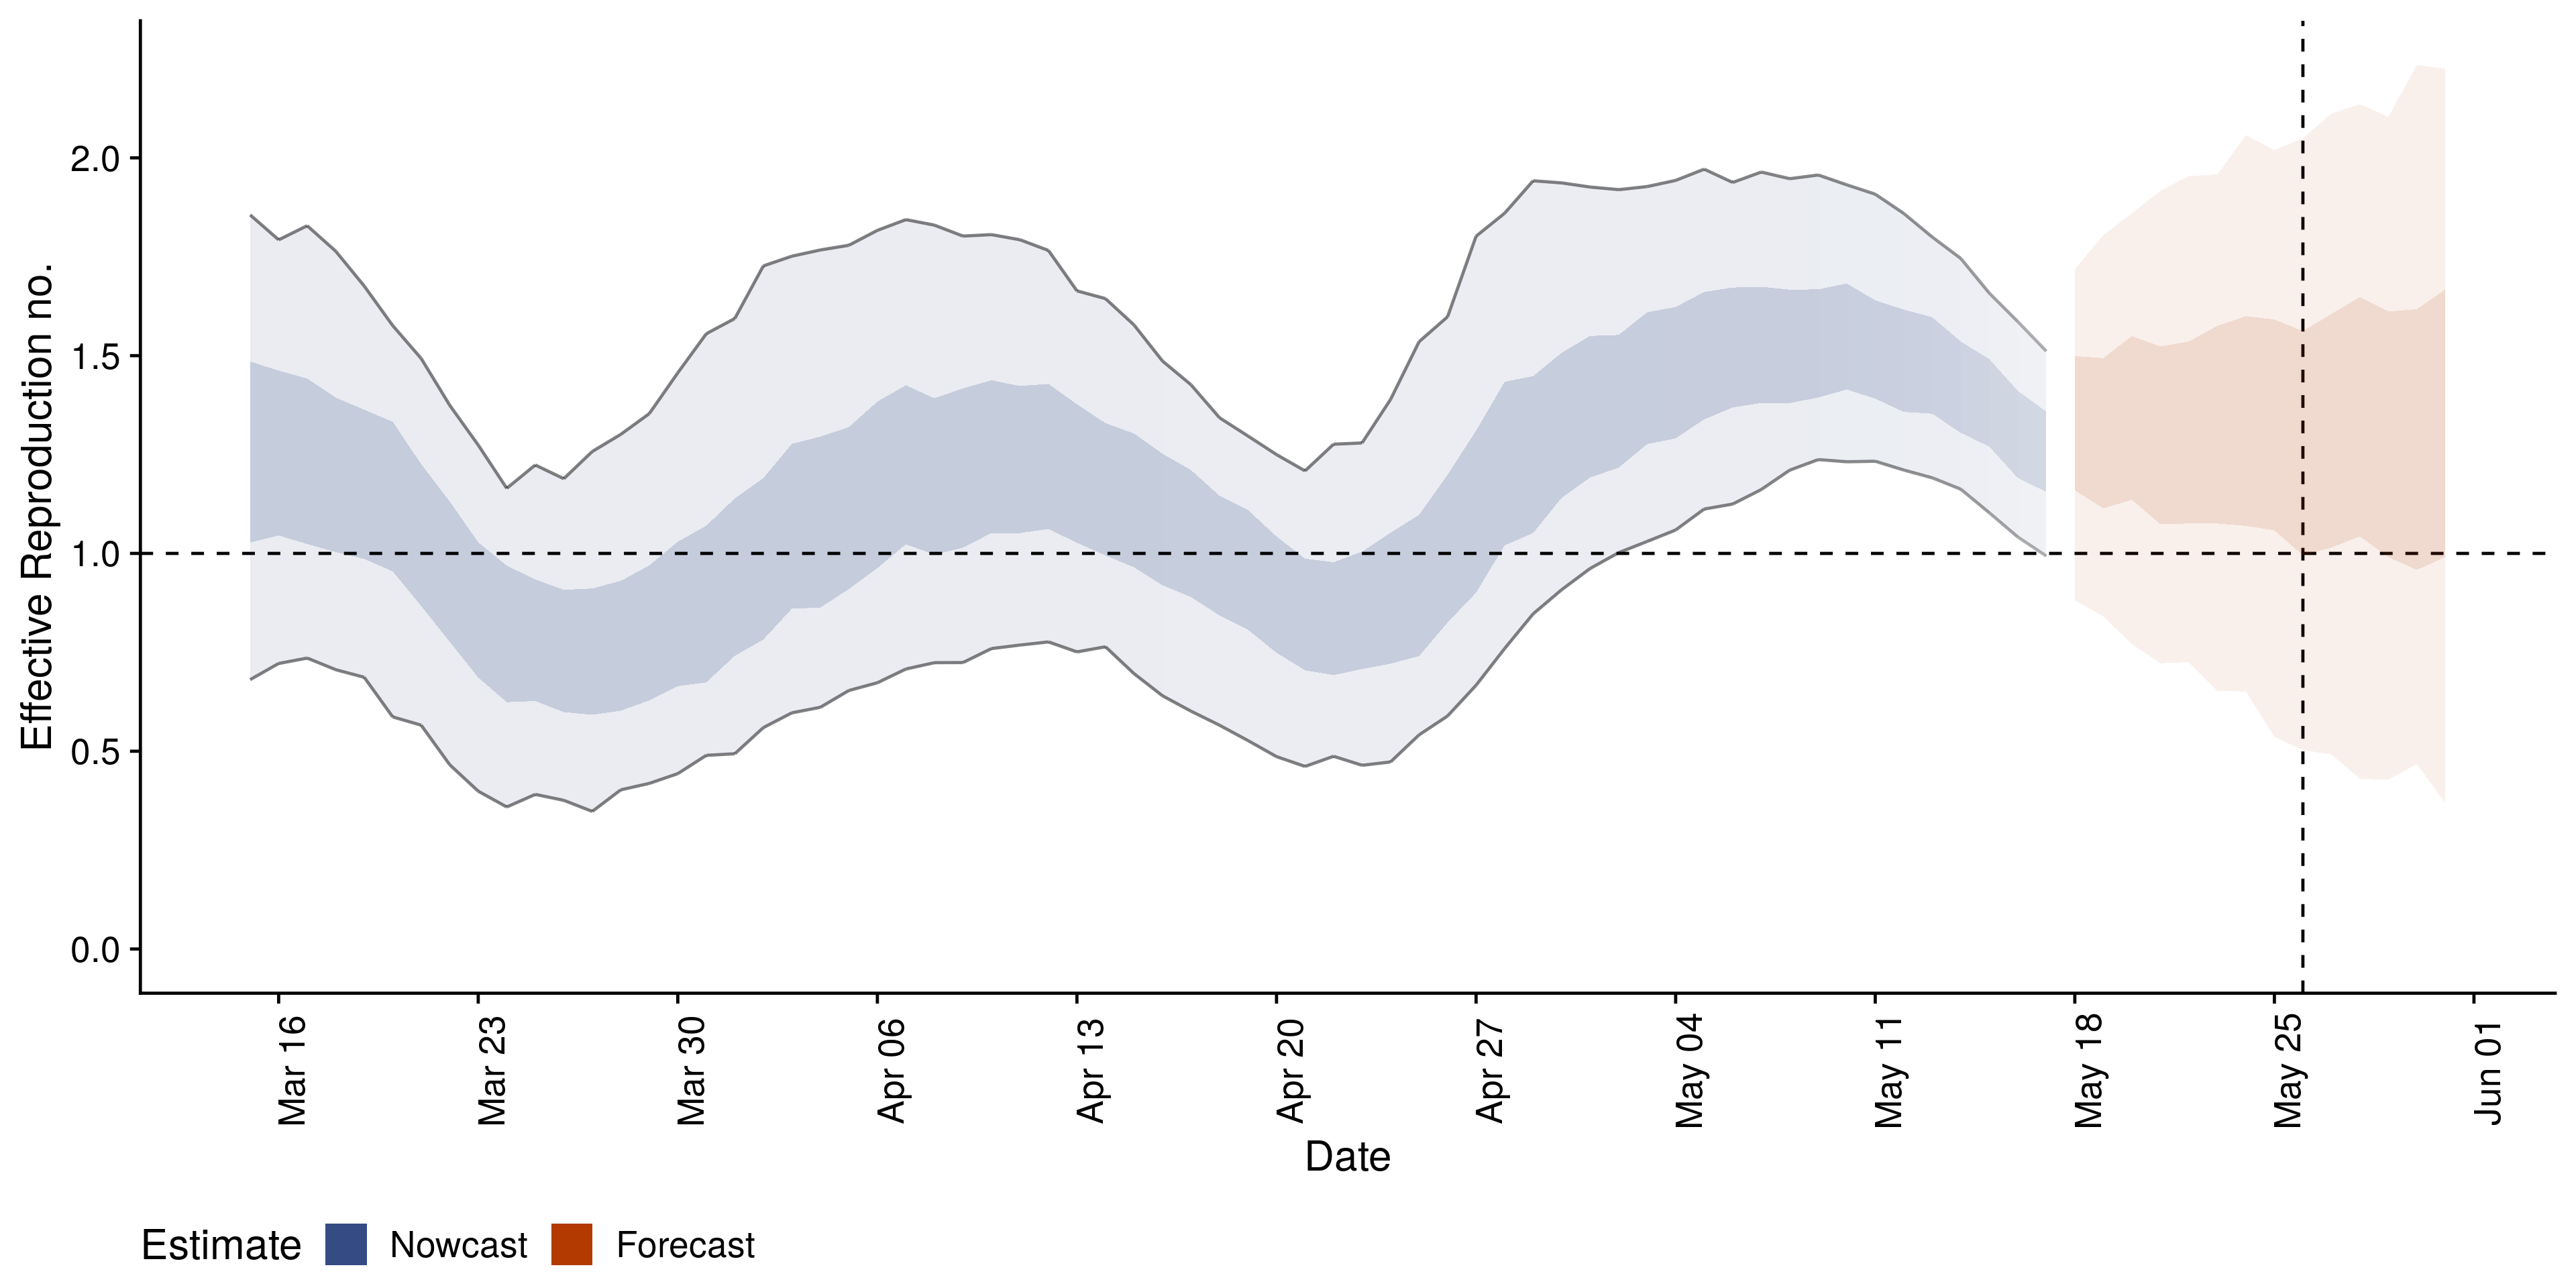 Effective Reproduction no.
2.0
1.5
1.0
0.5
0.0
Mar 16
Mar 23
Mar 30
Apr 06
Apr 13
Apr 20
Apr 27
May 04
May 11
May 18
May 25
Jun 01
Date
Estimate Nowcast Forecast